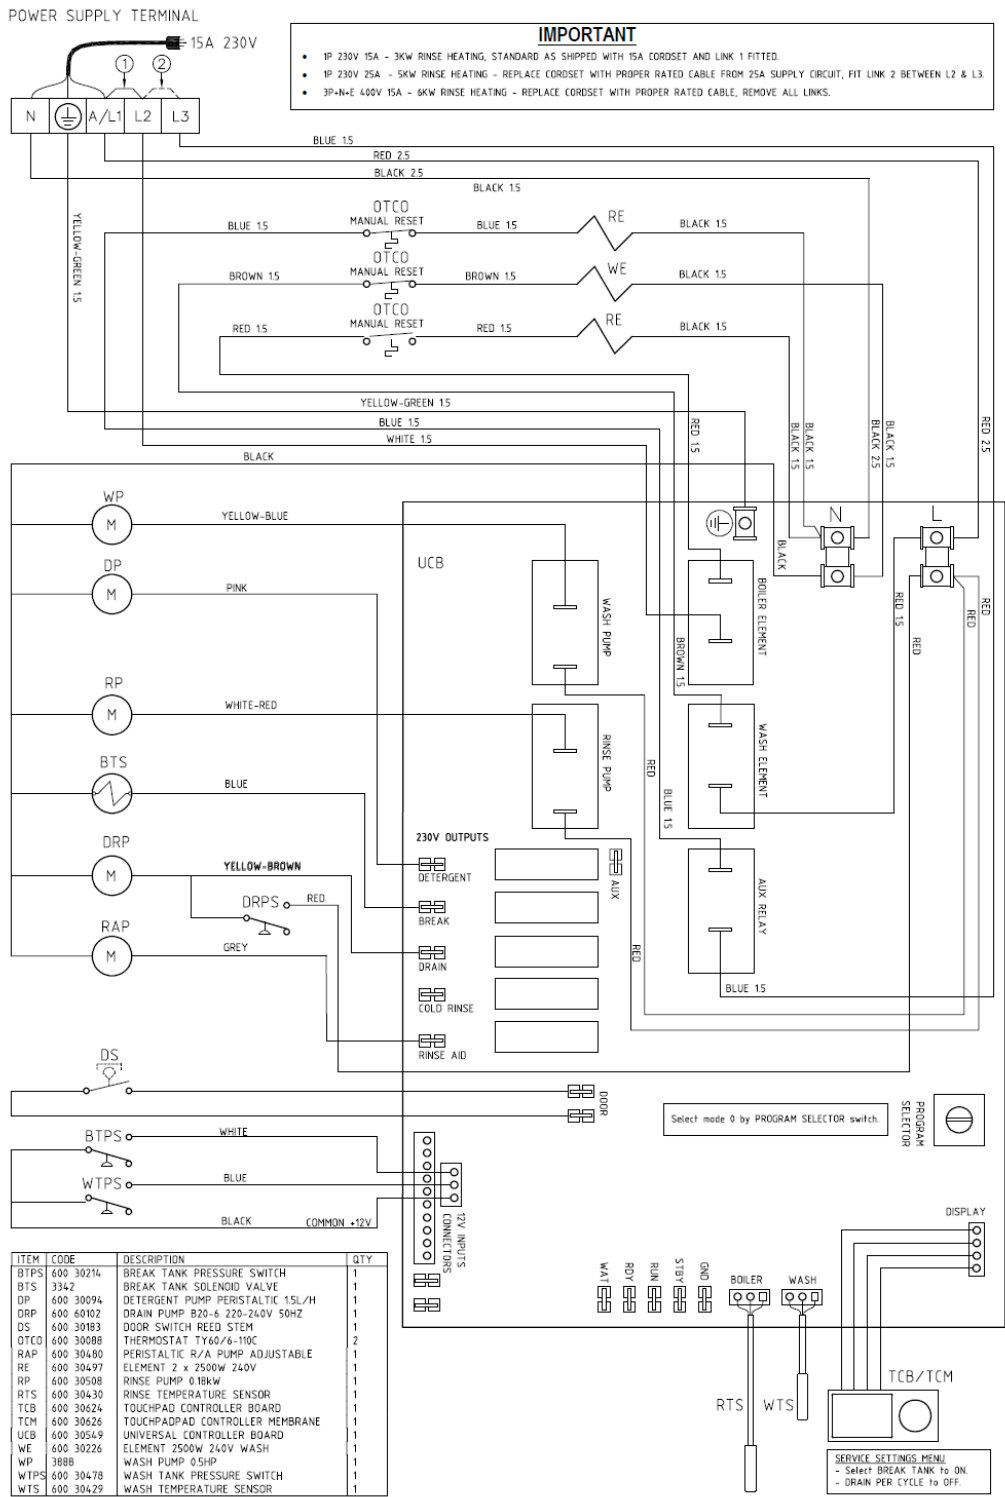 POWER SUPPLY TERMINAL
15A 230V
1
2
N
A/L1
L2
L3
IMPORTANT
• 1P 230V 15A - 3KW RINSE HEATING, STANDARD AS SHIPPED WITH 15A CORDSET AND LINK 1 FITTED.
• 1P 230V 25A - 5KW RINSE HEATING - REPLACE CORDSET WITH PROPER RATED CABLE FROM 25A SUPPLY CIRCUIT, FIT LINK 2 BETWEEN L2 & L3.
• 3P+N+E 400V 15A - 6KW RINSE HEATING - REPLACE CORDSET WITH PROPER RATED CABLE, REMOVE ALL LINKS.
BLUE 1.5
RED 2.5
BLACK 2.5
BLACK 1.5
YELLOW-GREEN 1.5
OTCO
MANUAL RESET
BLUE 1.5
BLUE 1.5
RE
BLACK 1.5
OTCO
MANUAL RESET
BROWN 1.5
BROWN 1.5
WE
BLACK 1.5
OTCO
MANUAL RESET
RED 1.5
RED 1.5
RE
BLACK 1.5
YELLOW-GREEN 1.5
BLUE 1.5
WHITE 1.5
BLACK
RED 1.5
BLACK 1.5
BLACK 1.5
BLACK 2.5
BLACK 1.5
RED 2.5
WP
M
YELLOW-BLUE
UCB
N
L
BLACK
DP
M
PINK
WASH PUMP
BOILER ELEMENT
RED 1.5
RED
RED
RED
BROWN 1.5
RP
M
WHITE-RED
RINSE PUMP
WASH ELEMENT
RED
BLUE 1.5
BTS
BLUE
230V OUTPUTS
DRP
M
YELLOW-BROWN
DETERGENT
AUX
AUX RELAY
DRPS
RED
BREAK
RAP
M
GREY
DRAIN
RED
BLUE 1.5
COLD RINSE
RINSE AID
DS
DOOR
Select mode 0 by PROGRAM SELECTOR switch.
PROGRAM
SELECTOR
BTPS
WHITE
WTPS
BLUE
BLACK
COMMON +12V
12V INPUTS
CONNECTORS
DISPLAY
WAT
RDY
RUN
STBY
GND
BOILER
WASH
RTS
WTS
TCB/TCM
SERVICE SETTINGS MENU
- Select BREAK TANK to ON.
- DRAIN PER CYCLE to OFF.
ITEM CODE DESCRIPTION QTY
BTPS 600 30214 BREAK TANK PRESSURE SWITCH 1
BTS 3342 BREAK TANK SOLENOID VALVE 1
DP 600 30094 DETERGENT PUMP PERISTALTIC 1.5L/H 1
DRP 600 60102 DRAIN PUMP B20-6 220-240V 50HZ 1
DS 600 30183 DOOR SWITCH REED STEM 1
OTCO 600 30088 THERMOSTAT TY60/6-110C 2
RAP 600 30480 PERISTALTIC R/A PUMP ADJUSTABLE 1
RE 600 30497 ELEMENT 2 x 2500W 240V 1
RP 600 30508 RINSE PUMP 0.18kW 1
RTS 600 30430 RINSE TEMPERATURE SENSOR 1
TCB 600 30624 TOUCHPAD CONTROLLER BOARD 1
TCM 600 30626 TOUCHPADPAD CONTROLLER MEMBRANE 1
UCB 600 30549 UNIVERSAL CONTROLLER BOARD 1
WE 600 30226 ELEMENT 2500W 240V WASH 1
WP 3888 WASH PUMP 0.5HP 1
WTPS 600 30478 WASH TANK PRESSURE SWITCH 1
WTS 600 30429 WASH TEMPERATURE SENSOR 1